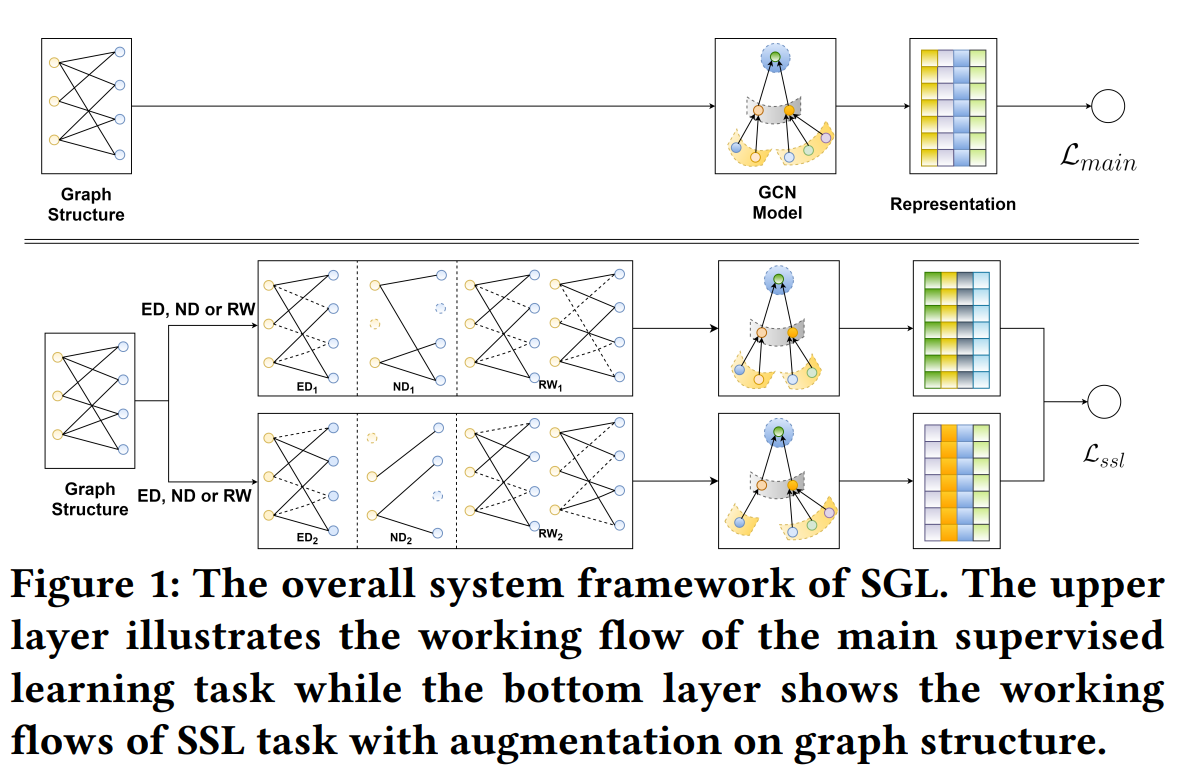 Graph
Structure
GCN
Model
Representation
ℒmain
ED, ND or RW
ED1
ND1
RW1
Graph
Structure
ED, ND or RW
ED2
ND2
RW2
ℒssl
Figure 1: The overall system framework of SGL. The upper
layer illustrates the working flow of the main supervised
learning task while the bottom layer shows the working
flows of SSL task with augmentation on graph structure.